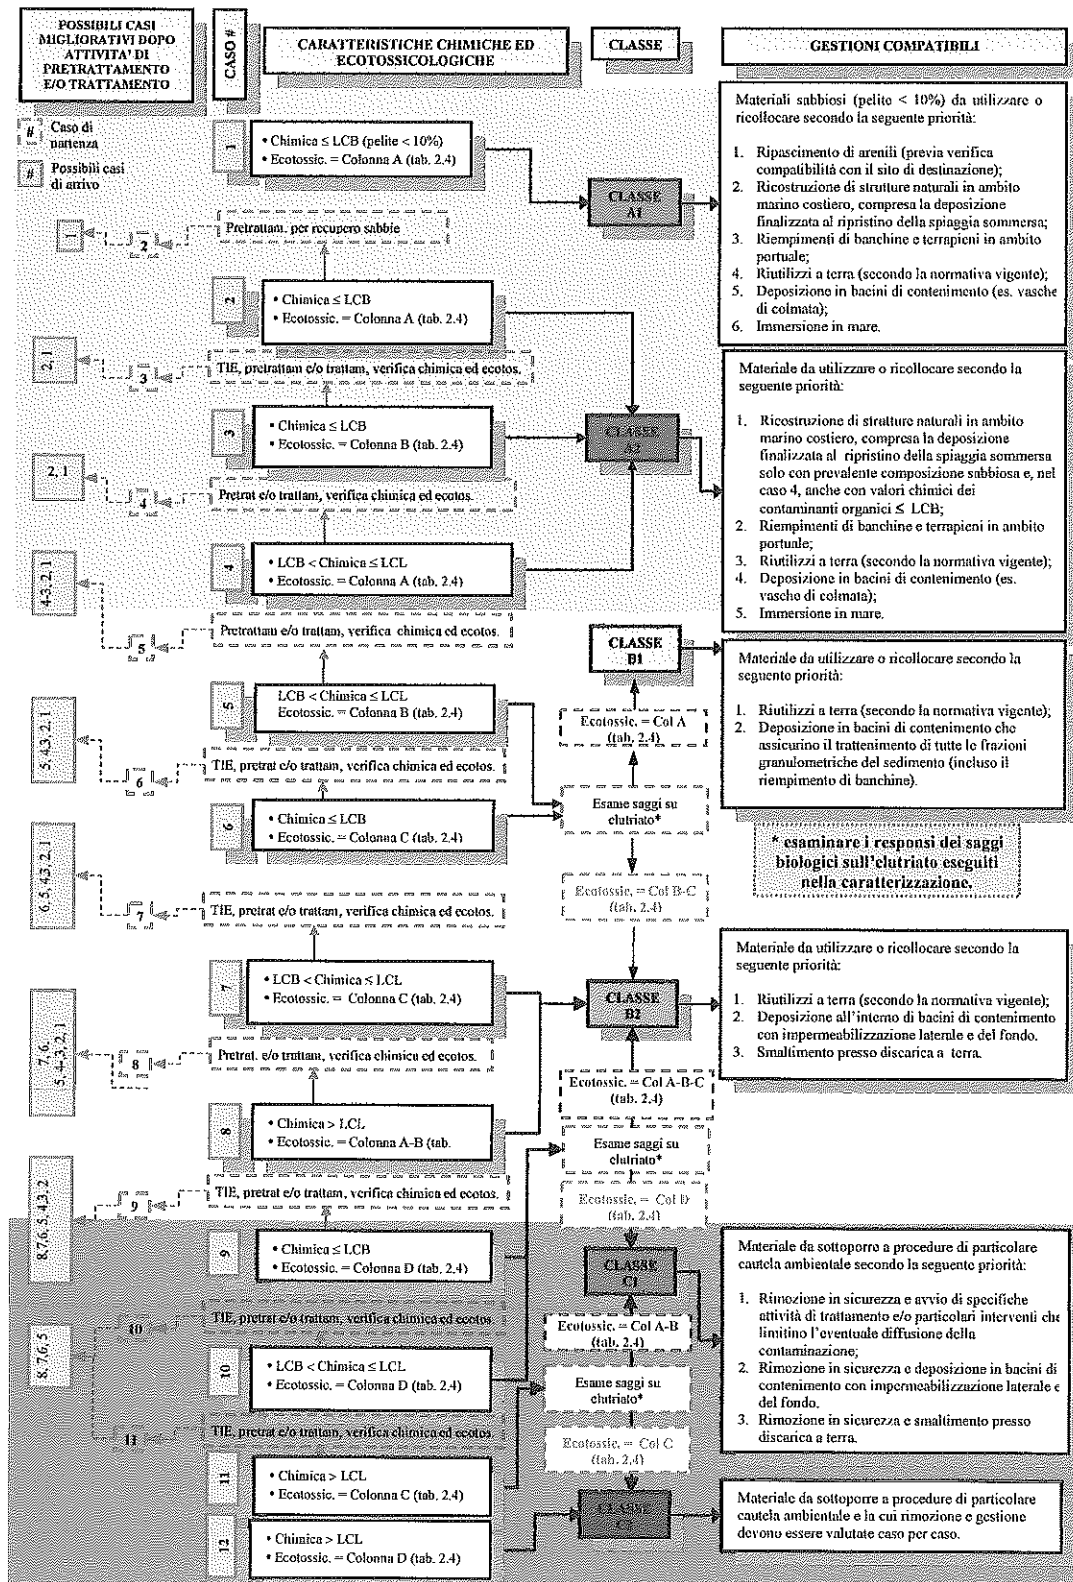 POSSIBILI CASI
MIGLIORATIVI DOPO
ATTIVITA' DI
PRETRATTAMENTO
E/O TRATTAMENTO
CASO #
CARATTERISTICHE CHIMICHE ED
ECOTOSSICOLOGICHE
CLASSE
GESTIONI COMPATIBILI
# Caso di
partenza
# Possibili casi
di arrivo
1
• Chimica ≤ LCB (pelite < 10%)
• Ecotossic. = Colonna A (tab. 2.4)
CLASSE
A1
Materiali sabbiosi (pelite < 10%) da utilizzare o
ricollocare secondo la seguente priorità:
1. Ripascimento di arenili (previa verifica
compatibilità con il sito di destinazione);
2. Ricostruzione di strutture naturali in ambito
marino costiero, compresa la deposizione
finalizzata al ripristino della spiaggia sommersa;
3. Riempimenti di banchine e terrapieni in ambito
portuale;
4. Riutilizzi a terra (secondo la normativa vigente);
5. Deposizione in bacini di contenimento (es. vasche
di colmata);
6. Immersione in mare.
1
2
Pretrattam. per recupero sabbie
2
• Chimica ≤ LCB
• Ecotossic. = Colonna A (tab. 2.4)
2, 1
3
TIE, pretrattam e/o trattam, verifica chimica ed ecotos.
3
• Chimica ≤ LCB
• Ecotossic. = Colonna B (tab. 2.4)
CLASSE
A2
Materiale da utilizzare o ricollocare secondo la
seguente priorità:
1. Ricostruzione di strutture naturali in ambito
marino costiero, compresa la deposizione
finalizzata al ripristino della spiaggia sommersa
solo con prevalente composizione sabbiosa e, nel
caso 4, anche con valori chimici dei
contaminanti organici ≤ LCB;
2. Riempimenti di banchine e terrapieni in ambito
portuale;
3. Riutilizzi a terra (secondo la normativa vigente);
4. Deposizione in bacini di contenimento (es.
vasche di colmata);
5. Immersione in mare.
2, 1
4
Pretrat e/o trattam, verifica chimica ed ecotos.
4
• LCB < Chimica ≤ LCL
• Ecotossic. = Colonna A (tab. 2.4)
4-3, 2, 1
5
Pretrattam e/o trattam, verifica chimica ed ecotos.
CLASSE
B1
Materiale da utilizzare o ricollocare secondo la
seguente priorità:
1. Riutilizzi a terra (secondo la normativa vigente);
2. Deposizione in bacini di contenimento che
assicurino il trattenimento di tutte le frazioni
granulometriche del sedimento (incluso il
riempimento di banchine).
5
LCB < Chimica ≤ LCL
Ecotossic. = Colonna B (tab. 2.4)
Ecotossic. = Col A
(tab. 2.4)
5, 4,3, 2, 1
6
TIE, pretrat e/o trattam, verifica chimica ed ecotos.
6
• Chimica ≤ LCB
• Ecotossic. = Colonna C (tab. 2.4)
Esame saggi su
elutriato*
* esaminare i responsi dei saggi
biologici sull'elutriato eseguiti
nella caratterizzazione.
6, 5, 4,3, 2, 1
7
TIE, pretrat e/o trattam, verifica chimica ed ecotos.
Ecotossic. = Col B-C
(tab. 2.4)
7
• LCB < Chimica ≤ LCL
• Ecotossic. = Colonna C (tab. 2.4)
CLASSE
B2
Materiale da utilizzare o ricollocare secondo la
seguente priorità:
1. Riutilizzi a terra (secondo la normativa vigente);
2. Deposizione all'interno di bacini di contenimento
con impermeabilizzazione laterale e del fondo.
3. Smaltimento presso discarica a terra.
7, 6,
5, 4-3, 2, 1
8
Pretrat. e/o trattam, verifica chimica ed ecotos.
8
• Chimica > LCL
• Ecotossic. = Colonna A-B (tab.
Ecotossic. = Col A-B-C
(tab. 2.4)
Esame saggi su
elutriato*
8,7,6, 5,4,3, 2
9
TIE, pretrat e/o trattam, verifica chimica ed ecotos.
Ecotossic. = Col D
(tab. 2.4)
9
• Chimica ≤ LCB
• Ecotossic. = Colonna D (tab. 2.4)
CLASSE
C1
Materiale da sottoporre a procedure di particolare
cautela ambientale secondo la seguente priorità:
1. Rimozione in sicurezza e avvio di specifiche
attività di trattamento e/o particolari interventi che
limitino l'eventuale diffusione della
contaminazione;
2. Rimozione in sicurezza e deposizione in bacini di
contenimento con impermeabilizzazione laterale e
del fondo.
3. Rimozione in sicurezza e smaltimento presso
discarica a terra.
8,7,6, 5
10
TIE, pretrat e/o trattam, verifica chimica ed ecotos.
10
• LCB < Chimica ≤ LCL
• Ecotossic. = Colonna D (tab. 2.4)
Ecotossic. = Col A-B
(tab. 2.4)
Esame saggi su
elutriato*
11
TIE, pretrat e/o trattam, verifica chimica ed ecotos.
Ecotossic. = Col C
(tab. 2.4)
11
• Chimica > LCL
• Ecotossic. = Colonna C (tab. 2.4)
CLASSE
C2
Materiale da sottoporre a procedure di particolare
cautela ambientale e la cui rimozione e gestione
devono essere valutate caso per caso.
12
• Chimica > LCL
• Ecotossic. = Colonna D (tab. 2.4)